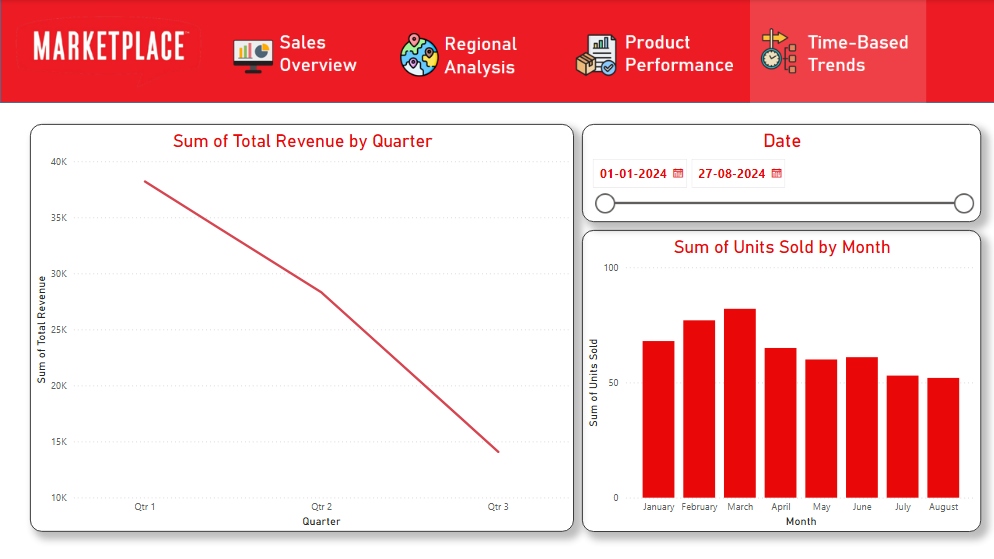 MARKETPLACE
Sales
Overview
Regional
Analysis
Product
Performance
Time-Based
Trends
Sum of Total Revenue by Quarter
40K
35K
30K
25K
20K
15K
10K
Sum of Total Revenue
Qtr 1
Qtr 2
Qtr 3
Quarter
Date
01-01-2024
27-08-2024
Sum of Units Sold by Month
100
50
0
Sum of Units Sold
January
February
March
April
May
June
July
August
Month